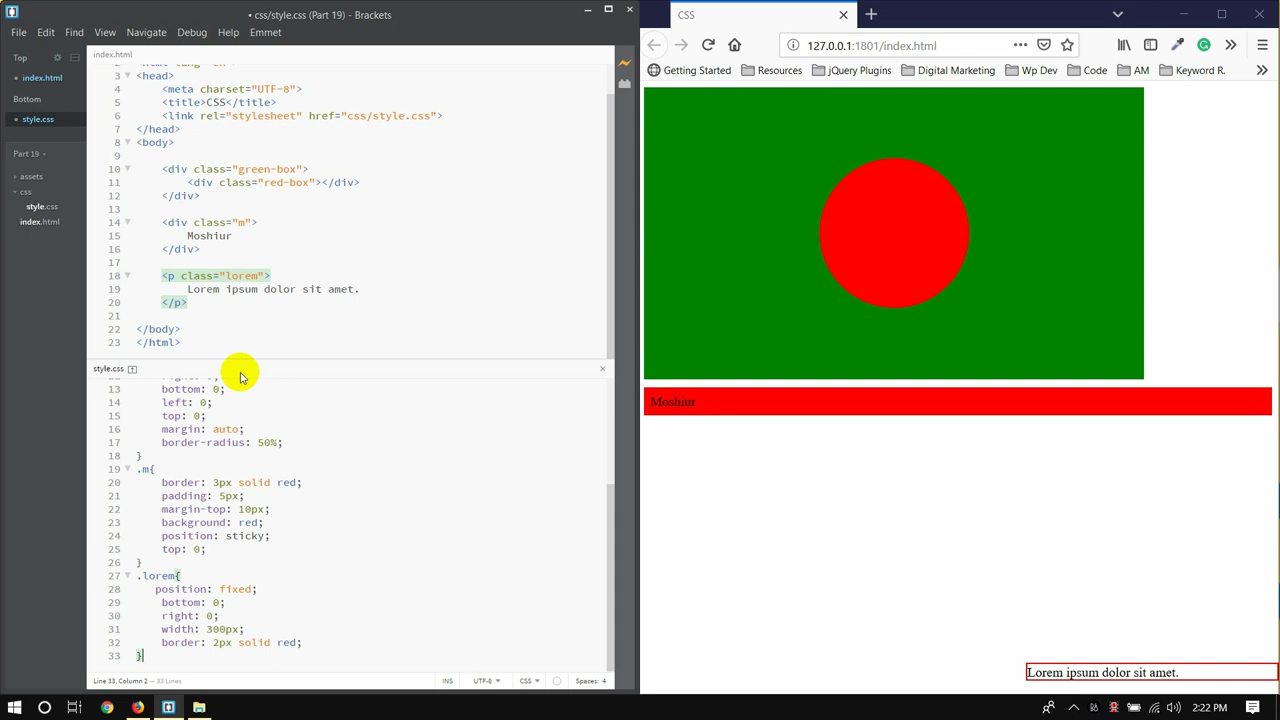 • css/style.css (Part 19) - Brackets
File Edit Find View Navigate Debug Help Emmet
Top
• index.html
Bottom
• style.css
Part 19
assets
css
style.css
index.html
index.html
3 <head>
4 <meta charset="UTF-8">
5 <title>CSS</title>
6 <link rel="stylesheet" href="css/style.css">
7 </head>
8 <body>
9
10 <div class="green-box">
11 <div class="red-box"></div>
12 </div>
13
14 <div class="m">
15 Moshiur
16 </div>
17
18 <p class="lorem">
19 Lorem ipsum dolor sit amet.
20 </p>
21
22 </body>
23 </html>
style.css
13 bottom: 0;
14 left: 0;
15 top: 0;
16 margin: auto;
17 border-radius: 50%;
18 }
19 .m{
20 border: 3px solid red;
21 padding: 5px;
22 margin-top: 10px;
23 background: red;
24 position: sticky;
25 top: 0;
26 }
27 .lorem{
28 position: fixed;
29 bottom: 0;
30 right: 0;
31 width: 300px;
32 border: 2px solid red;
33 }
Line 33, Column 2 — 33 Lines
INS UTF-8 CSS Spaces: 4
CSS
127.0.0.1:1801/index.html
Getting Started Resources jQuery Plugins Digital Marketing Wp Dev Code AM Keyword R.
Moshiur
Lorem ipsum dolor sit amet.
2:22 PM